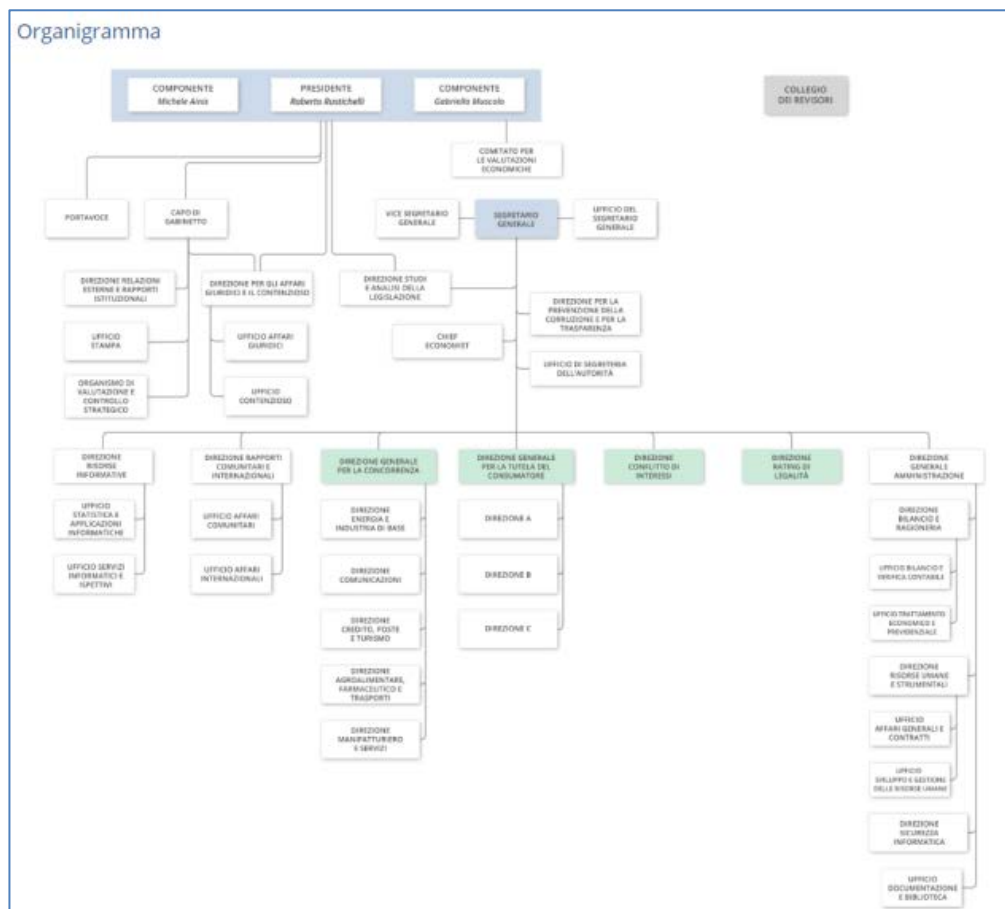 Organigramma
COMPONENTE
Michele Ainis
PRESIDENTE
Roberto Rustichelli
COMPONENTE
Gabriella Muscolo
COLLEGIO
DEI REVISORI
COMITATO PER
LE VALUTAZIONI
ECONOMICHE
PORTAVOCE
CAPO DI
GABINETTO
VICE SEGRETARIO
GENERALE
SEGRETARIO
GENERALE
UFFICIO DEL
SEGRETARIO
GENERALE
DIREZIONE RELAZIONI
ESTERNE E RAPPORTI
ISTITUZIONALI
DIREZIONE PER GLI AFFARI
GIURIDICI E IL CONTENZIOSO
DIREZIONE STUDI
E ANALISI DELLA
LEGISLAZIONE
DIREZIONE PER LA
PREVENZIONE DELLA
CORRUZIONE E PER LA
TRASPARENZA
UFFICIO
STAMPA
UFFICIO AFFARI
GIURIDICI
CHIEF
ECONOMIST
UFFICIO DI SEGRETERIA
DELL'AUTORITÀ
ORGANISMO DI
VALUTAZIONE E
CONTROLLO
STRATEGICO
UFFICIO
CONTENZIOSO
DIREZIONE
RISORSE
INFORMATIVE
DIREZIONE RAPPORTI
COMUNITARI E
INTERNAZIONALI
DIREZIONE GENERALE
PER LA CONCORRENZA
DIREZIONE GENERALE
PER LA TUTELA DEL
CONSUMATORE
DIREZIONE
CONFLITTO DI
INTERESSI
DIREZIONE
RATING DI
LEGALITÀ
DIREZIONE
GENERALE
AMMINISTRAZIONE
UFFICIO
STATISTICA E
APPLICAZIONI
INFORMATICHE
UFFICIO SERVIZI
INFORMATICI E
ISPETTIVI
UFFICIO AFFARI
COMUNITARI
UFFICIO AFFARI
INTERNAZIONALI
DIREZIONE
ENERGIA E
INDUSTRIA DI BASE
DIREZIONE
COMUNICAZIONI
DIREZIONE
CREDITO, POSTE
E TURISMO
DIREZIONE
AGROALIMENTARE,
FARMACEUTICO E
TRASPORTI
DIREZIONE
MANIFATTURIERO
E SERVIZI
DIREZIONE A
DIREZIONE B
DIREZIONE C
DIREZIONE
BILANCIO E
RAGIONERIA
UFFICIO BILANCIO E
VERIFICA CONTABILE
UFFICIO TRATTAMENTO
ECONOMICO E
PREVIDENZIALE
DIREZIONE
RISORSE UMANE
E STRUMENTALI
UFFICIO
AFFARI GENERALI E
CONTRATTI
UFFICIO
SVILUPPO E GESTIONE
DELLE RISORSE UMANE
DIREZIONE
SICUREZZA
INFORMATICA
UFFICIO
DOCUMENTAZIONE
E BIBLIOTECA